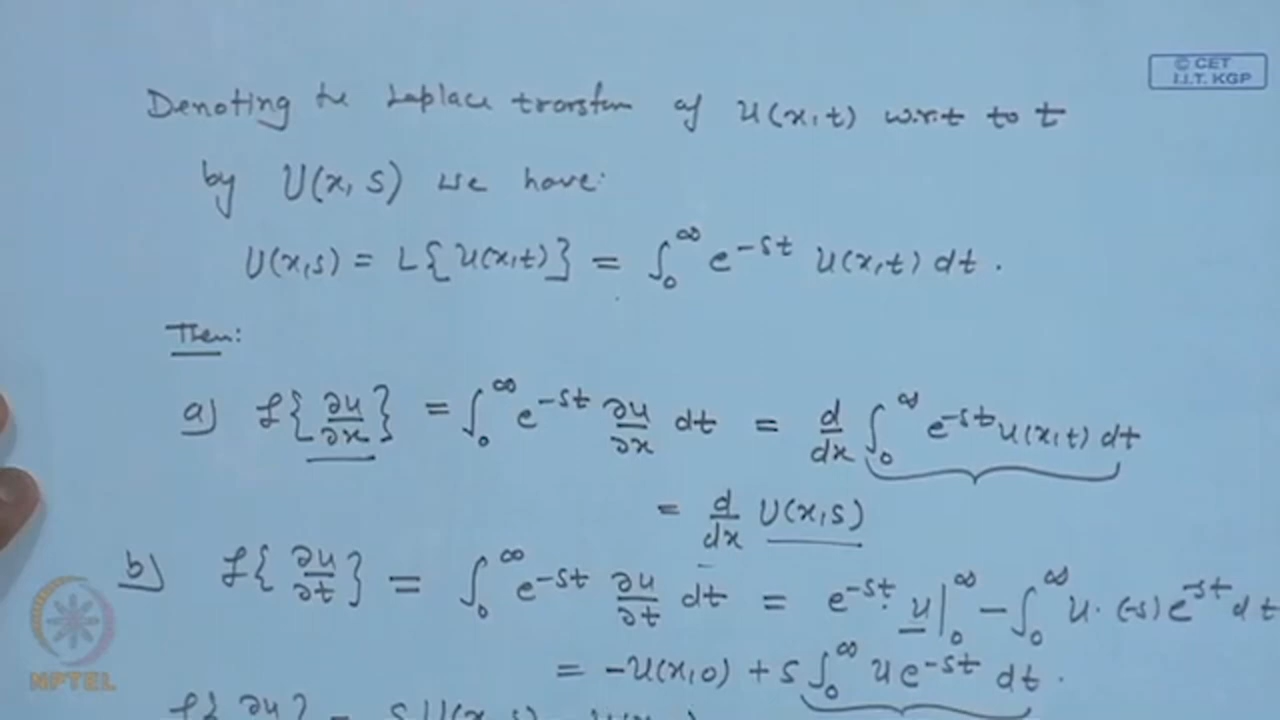 © CET
I.I.T. KGP
Denoting the Laplace transform of u(x,t) w.r.t to t
by U(x, s) we have:
U(x,s) = L{u(x,t)} = ∫₀^∞ e^{-st} u(x,t) dt.
Then:
a) ℒ{∂u/∂x} = ∫₀^∞ e^{-st} ∂u/∂x dt = d/dx ∫₀^∞ e^{-st} u(x,t) dt
= d/dx U(x,s)
b) ℒ{∂u/∂t} = ∫₀^∞ e^{-st} ∂u/∂t dt = e^{-st} u|₀^∞ - ∫₀^∞ u·(-s)e^{-st} dt
= -u(x,0) + s∫₀^∞ u e^{-st} dt.
NPTEL